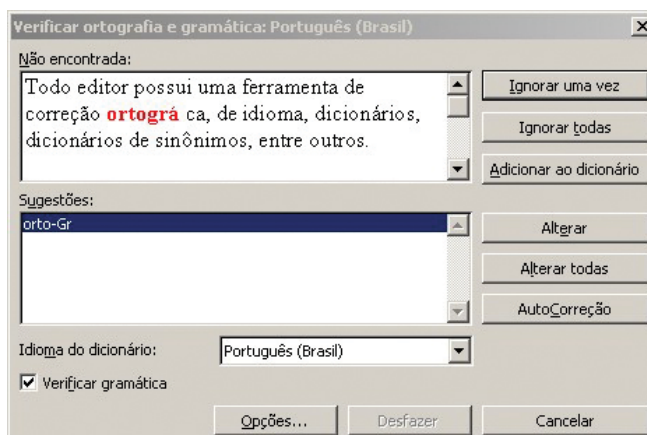 Verificar ortografia e gramática: Português (Brasil)
Não encontrada:
Todo editor possui uma ferramenta de
correção ortográ ca, de idioma, dicionários,
dicionários de sinônimos, entre outros.
Ignorar uma vez
Ignorar todas
Adicionar ao dicionário
Sugestões:
orto-Gr
Alterar
Alterar todas
AutoCorreção
Idioma do dicionário:
Português (Brasil)
Verificar gramática
Opções...
Desfazer
Cancelar